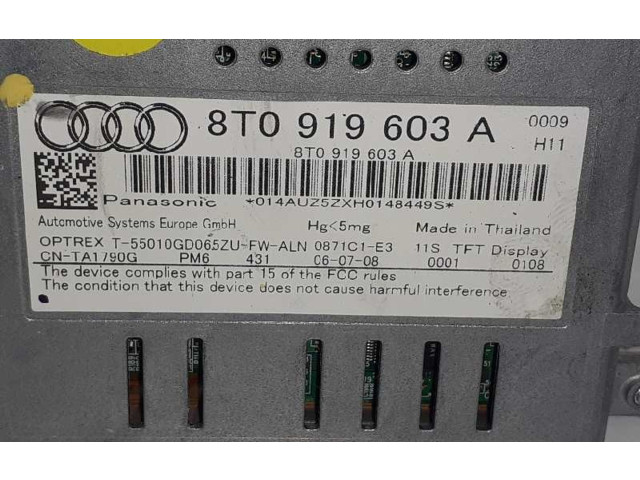 8T0 919 603 A
0009
H11
8T0 919 603 A
Panasonic *014AUZ5ZXH0148449S*
Automotive Systems Europe GmbH Hg<5mg Made in Thailand
OPTREX T-55010GD065ZU-FW-ALN 0871C1-E3 11S TFT Display
CN-TA1790G PM6 431 06-07-08 0001 0108
The device complies with part 15 of the FCC rules
The condition that this device does not cause harmful interference.